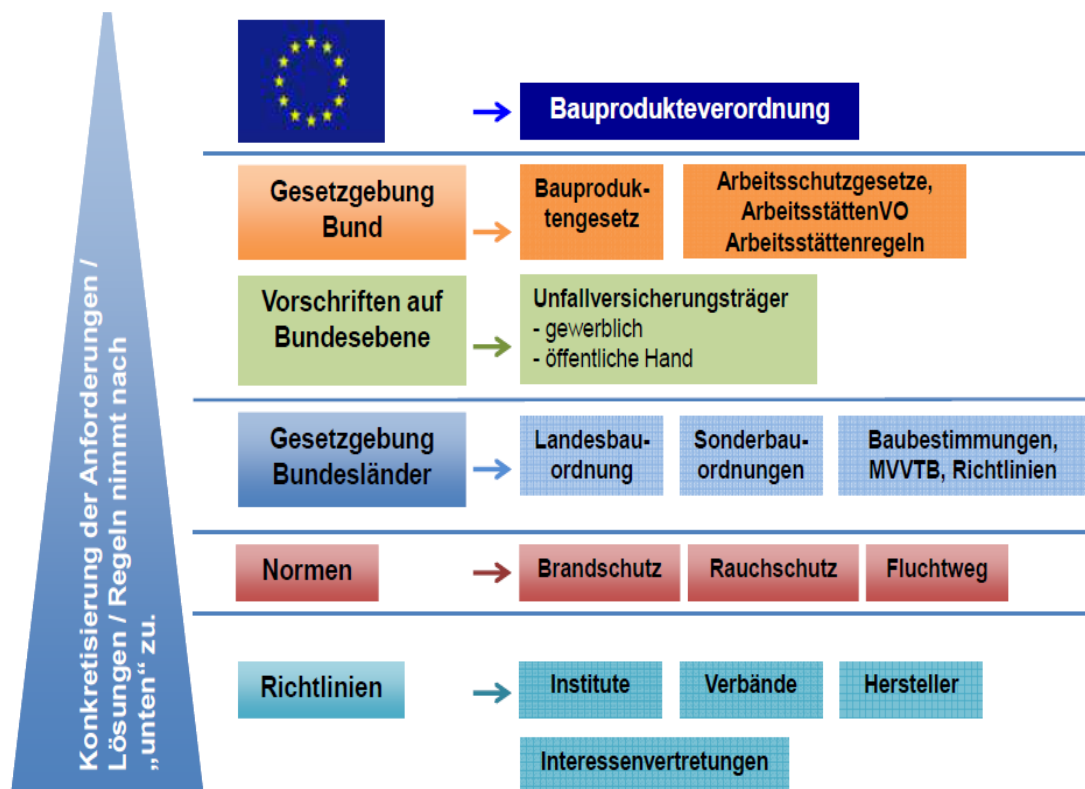 Bauprodukteverordnung
Gesetzgebung
Bund
Bauproduk-
tengesetz
Arbeitsschutzgesetze,
ArbeitsstättenVO
Arbeitsstättenregeln
Vorschriften auf
Bundesebene
Unfallversicherungsträger
- gewerblich
- öffentliche Hand
Gesetzgebung
Bundesländer
Landesbau-
ordnung
Sonderbau-
ordnungen
Baubestimmungen,
MVVTB, Richtlinien
Normen
Brandschutz
Rauchschutz
Fluchtweg
Richtlinien
Institute
Verbände
Hersteller
Interessenvertretungen
Konkretisierung der Anforderungen /
Lösungen / Regeln nimmt nach
„unten“ zu.